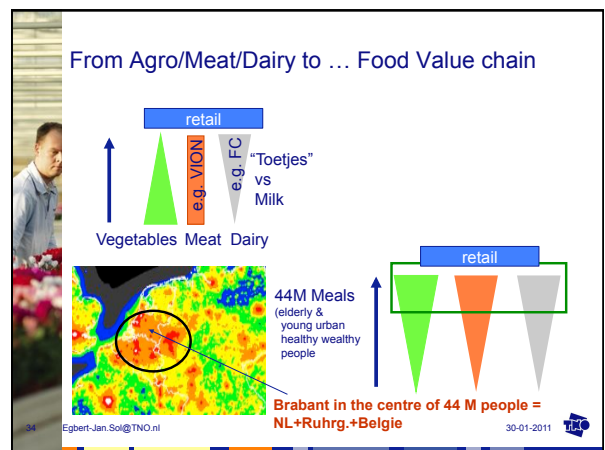 From Agro/Meat/Dairy to … Food Value chain
retail
e.g. VION
e.g. FC
“Toetjes”
vs
Milk
Vegetables Meat Dairy
retail
44M Meals
(elderly &
young urban
healthy wealthy
people
Brabant in the centre of 44 M people =
NL+Ruhrg.+Belgie
34 Egbert-Jan.Sol@TNO.nl 30-01-2011 TNO